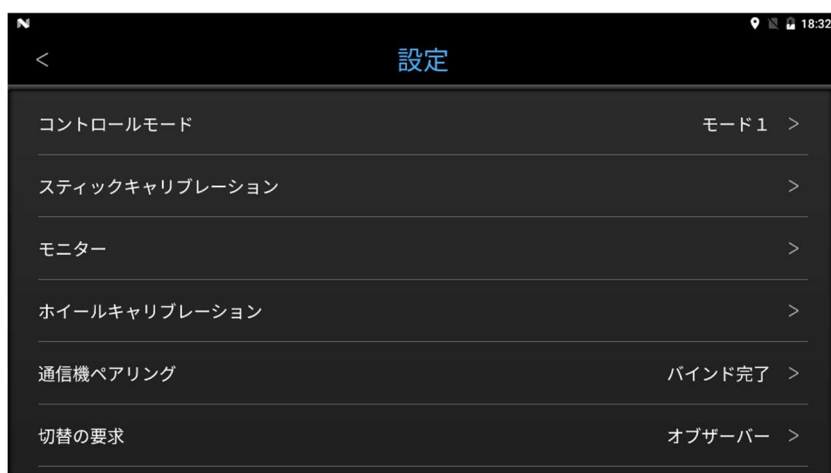 18:32
<
設定
コントロールモード モード１ >
スティックキャリブレーション >
モニター >
ホイールキャリブレーション >
通信機ペアリング バインド完了 >
切替の要求 オブザーバー >